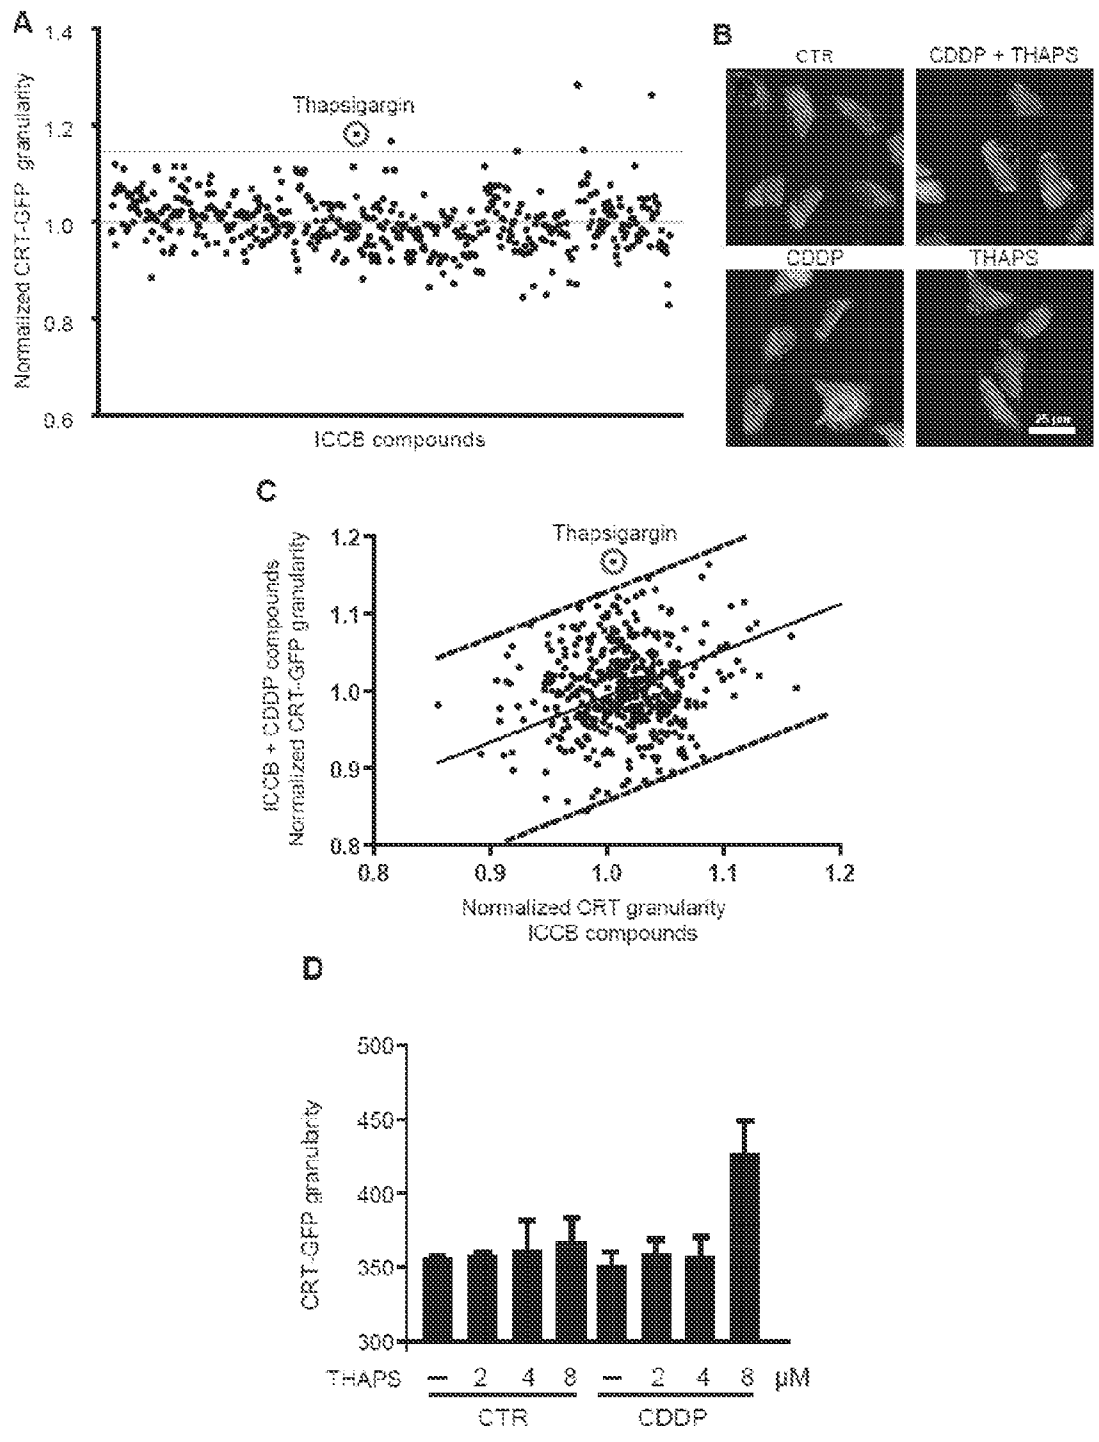 A
B
Normalized CRT-GFP granularity
1.4
1.2
1.0
0.8
0.6
Thapsigargin
ICCB compounds
CTR
CDDP + THAPS
CDDP
THAPS
25 µm
C
ICCB + CDDP compounds
Normalized CRT-GFP granularity
1.2
1.1
1.0
0.9
0.8
Thapsigargin
0.8 0.9 1.0 1.1 1.2
Normalized CRT granularity
ICCB compounds
D
CRT-GFP granularity
500
450
400
350
300
THAPS — 2 4 8 — 2 4 8 µM
CTR CDDP